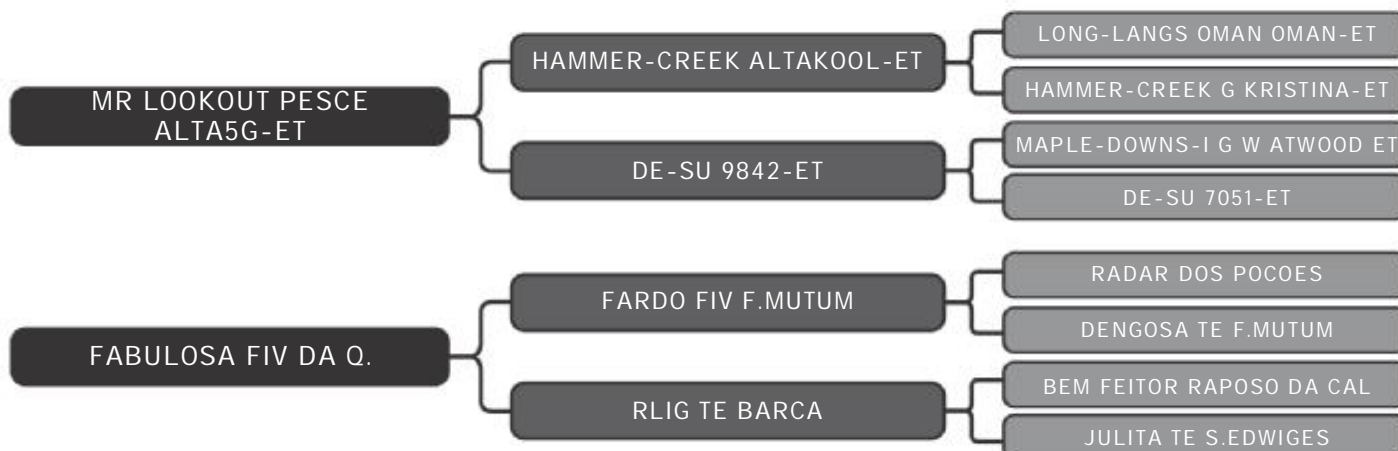 LONG-LANGS OMAN OMAN-ET
HAMMER-CREEK ALTAKOOL-ET
HAMMER-CREEK G KRISTINA-ET
MR LOOKOUT PESCE
ALTA5G-ET
MAPLE-DOWNS-I G W ATWOOD ET
DE-SU 9842-ET
DE-SU 7051-ET
RADAR DOS POCOES
FARDO FIV F.MUTUM
DENGOSA TE F.MUTUM
FABULOSA FIV DA Q.
BEM FEITOR RAPOSO DA CAL
RLIG TE BARCA
JULITA TE S.EDWIGES